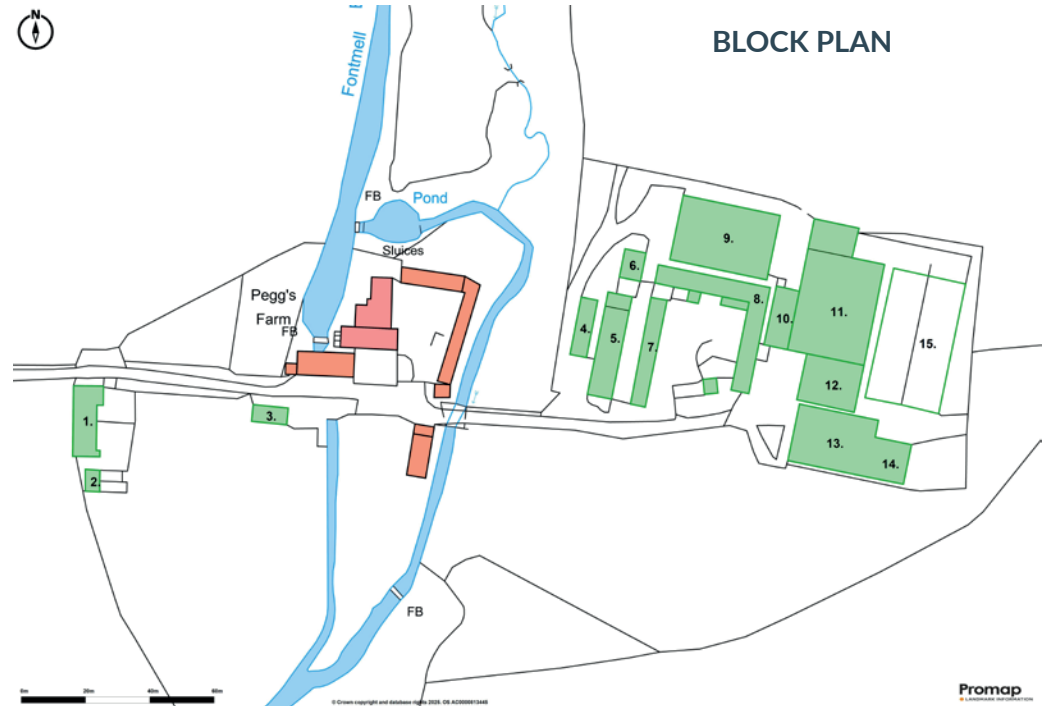 N
BLOCK PLAN
Fontmell
FB
Pond
Sluices
Pegg's
Farm
FB
1.
2.
3.
4.
5.
6.
7.
8.
9.
10.
11.
12.
13.
14.
15.
FB
0m 20m 40m 60m
© Crown copyright and database rights 2025. OS AC0000813445
Promap
LANDMARK INFORMATION